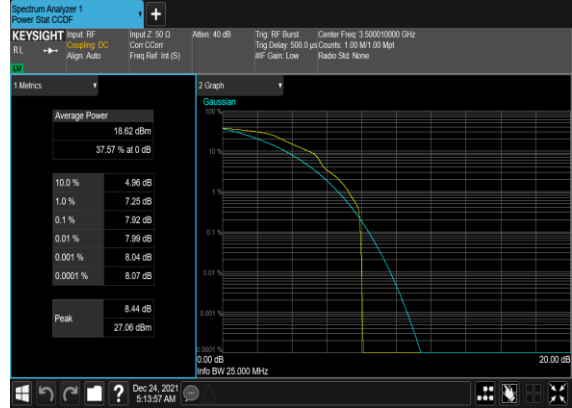 Spectrum Analyzer 1
Power Stat CCDF
+
KEYSIGHT
RL
Input: RF
Coupling: DC
Align: Auto
Input Z: 50 Ω
Corr CCorr
Freq Ref: Int (S)
Atten: 40 dB
Trig: RF Burst
Trig Delay: 500.0 µs
#IF Gain: Low
Center Freq: 3.500010000 GHz
Counts: 1.00 M/1.00 Mpt
Radio Std: None
1 Metrics
Average Power
18.62 dBm
37.57 % at 0 dB
10.0 % 4.96 dB
1.0 % 7.25 dB
0.1 % 7.92 dB
0.01 % 7.99 dB
0.001 % 8.04 dB
0.0001 % 8.07 dB
Peak
8.44 dB
27.06 dBm
2 Graph
Gaussian
100 %
10 %
1 %
0.1 %
0.01 %
0.001 %
0.0001 %
0.00 dB
20.00 dB
Info BW 25.000 MHz
?
Dec 24, 2021
5:13:57 AM